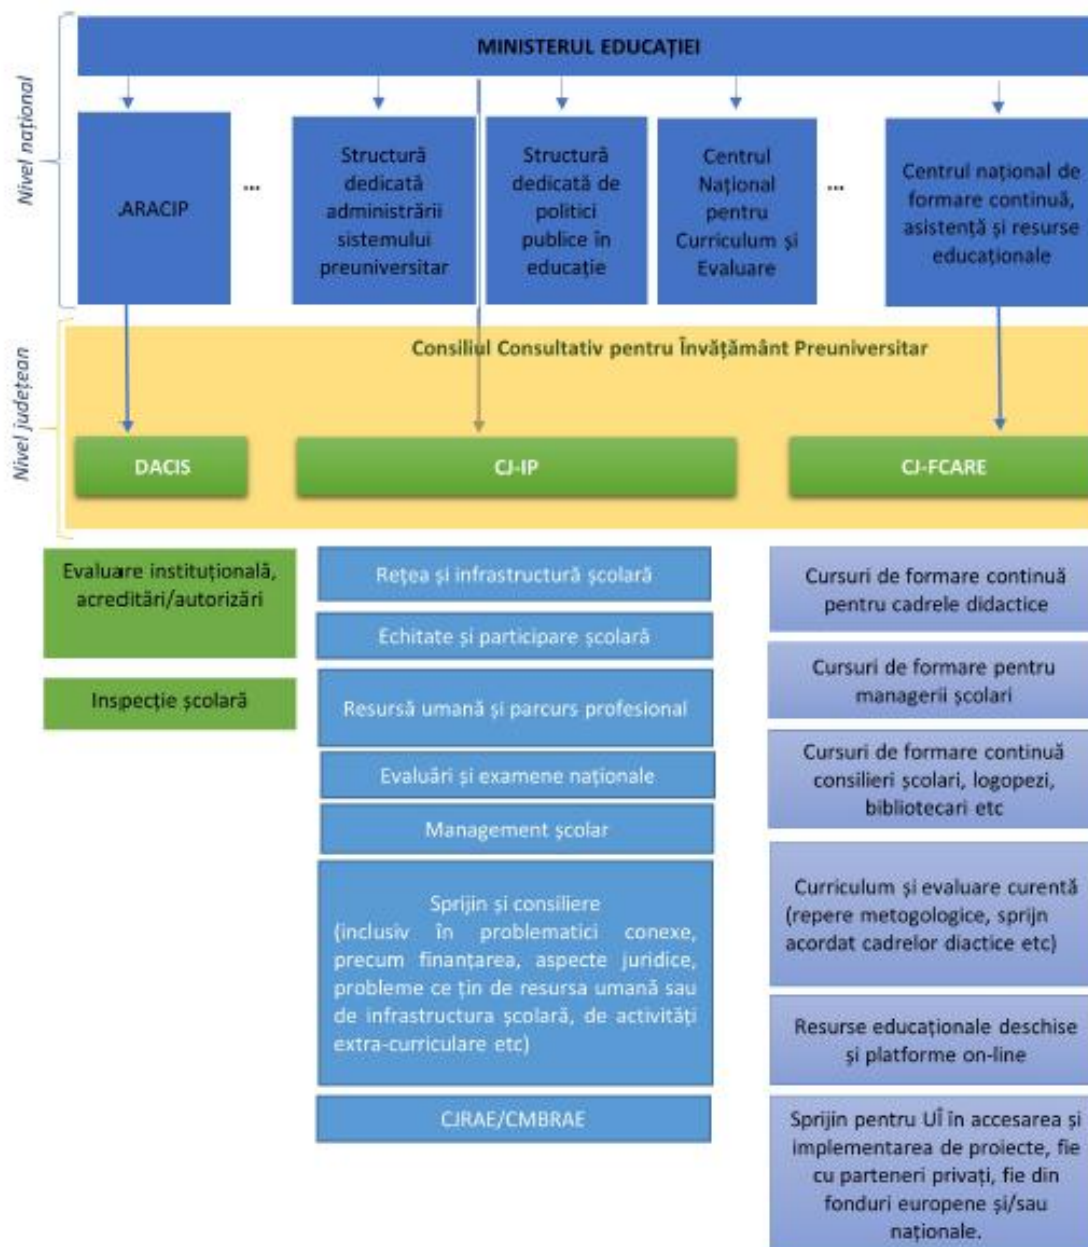 MINISTERUL EDUCAȚIEI
Nivel național
ARACIP
...
Structură
dedicată
administrării
sistemului
preuniversitar
Structură
dedicată de
politici
publice în
educație
Centrul
Național
pentru
Curriculum și
Evaluare
...
Centrul național de
formare continuă,
asistență și resurse
educaționale
Nivel județean
Consiliul Consultativ pentru Învățământ Preuniversitar
DACIS
CJ-IP
CJ-FCARE
Evaluare instituțională,
acreditări/autorizări
Inspecție școlară
Rețea și infrastructură școlară
Echitate și participare școlară
Resursă umană și parcurs profesional
Evaluări și examene naționale
Management școlar
Sprijin și consiliere
(inclusiv în problematici conexe,
precum finanțarea, aspecte juridice,
probleme ce țin de resursa umană sau
de infrastructura școlară, de activități
extra-curriculare etc)
CJRAE/CMBRAE
Cursuri de formare continuă
pentru cadrele didactice
Cursuri de formare pentru
managerii școlari
Cursuri de formare continuă
consilieri școlari, logopezi,
bibliotecari etc
Curriculum și evaluare curentă
(repere metogologice, sprijn
acordat cadrelor diactice etc)
Resurse educaționale deschise
și platforme on-line
Sprijin pentru UÎ în accesarea și
implementarea de proiecte, fie
cu parteneri privați, fie din
fonduri europene și/sau
naționale.